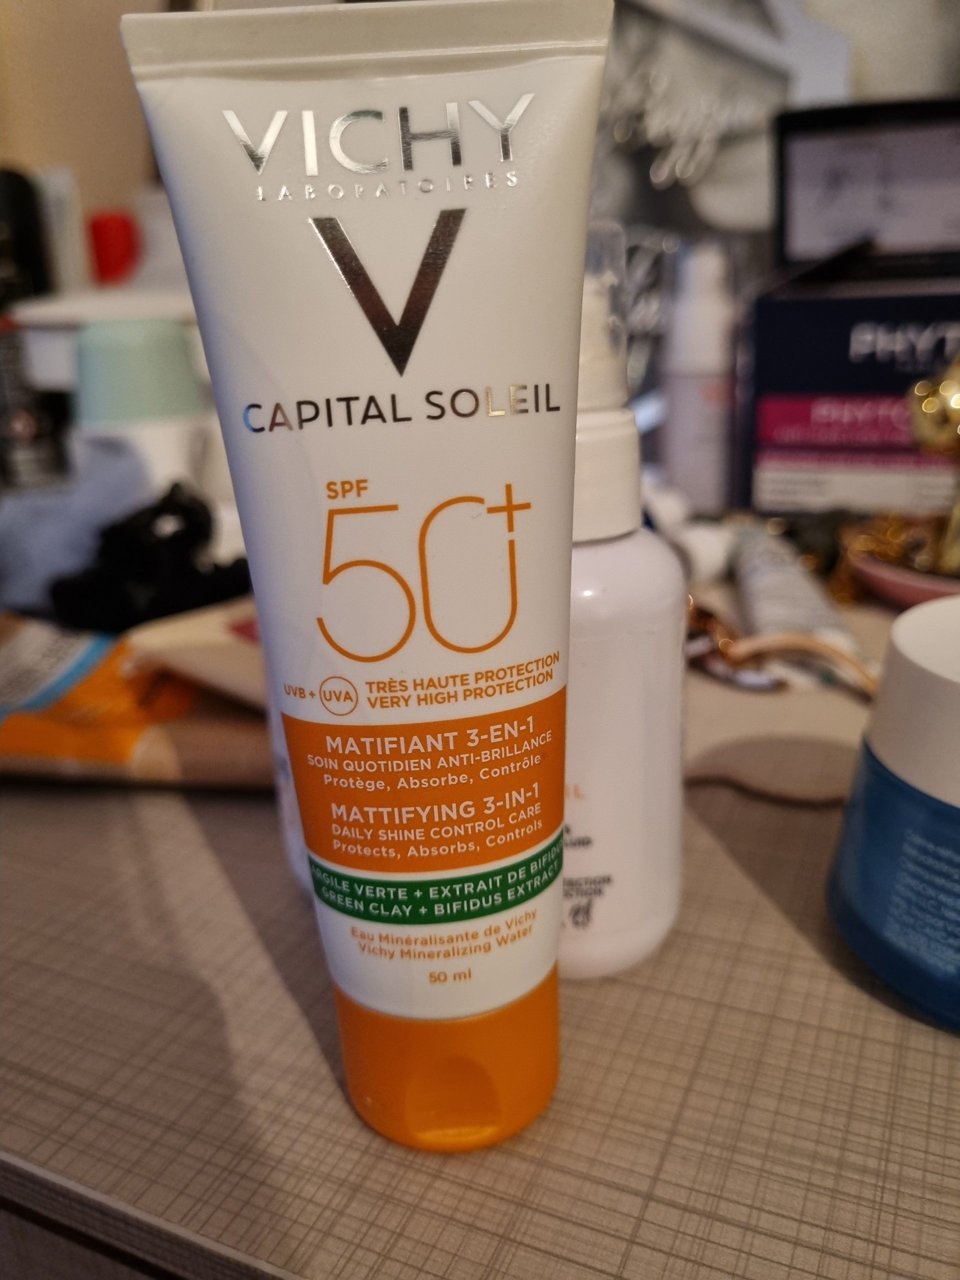 VICHY
LABORATOIRES
V
CAPITAL SOLEIL
SPF
50+
UVB + UVA
TRÈS HAUTE PROTECTION
VERY HIGH PROTECTION
MATIFIANT 3-EN-1
SOIN QUOTIDIEN ANTI-BRILLANCE
Protège, Absorbe, Contrôle
MATTIFYING 3-IN-1
DAILY SHINE CONTROL CARE
Protects, Absorbs, Controls
ARGILE VERTE + EXTRAIT DE BIFIDU
GREEN CLAY + BIFIDUS EXTRACT
Eau Minéralisante de Vichy
Vichy Mineralizing Water
50 ml
PHYT
PHYTO